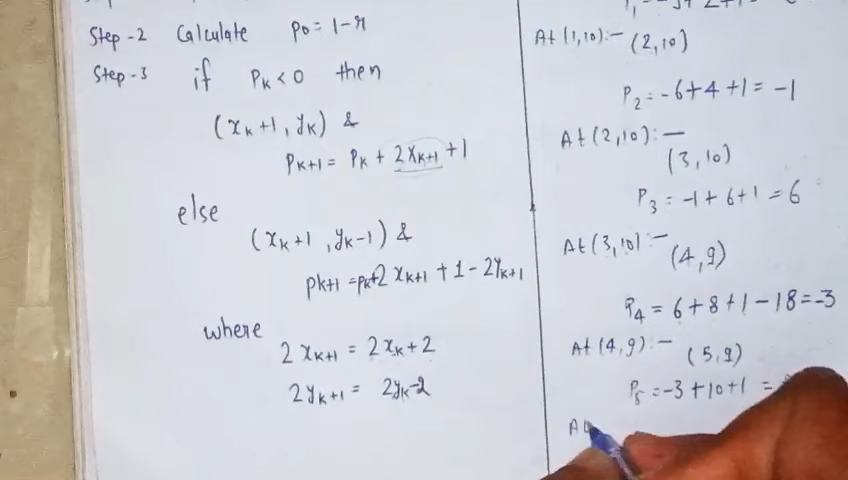 Step-2 Calculate p0 = 1-r
Step-3 if Pk < 0 then
(xk+1, yk) &
Pk+1 = Pk + 2xk+1 + 1
else
(xk+1, yk-1) &
pk+1 = pk+2xk+1 + 1 - 2yk+1
where
2xk+1 = 2xk+2
2yk+1 = 2yk-2
At (1,10):-
(2,10)
P2 = -6+4+1 = -1
At (2,10):-
(3,10)
P3 = -1+6+1 = 6
At (3,10):-
(4,9)
P4 = 6+8+1-18=-3
At (4,9):-
(5,9)
P5 = -3+10+1 =